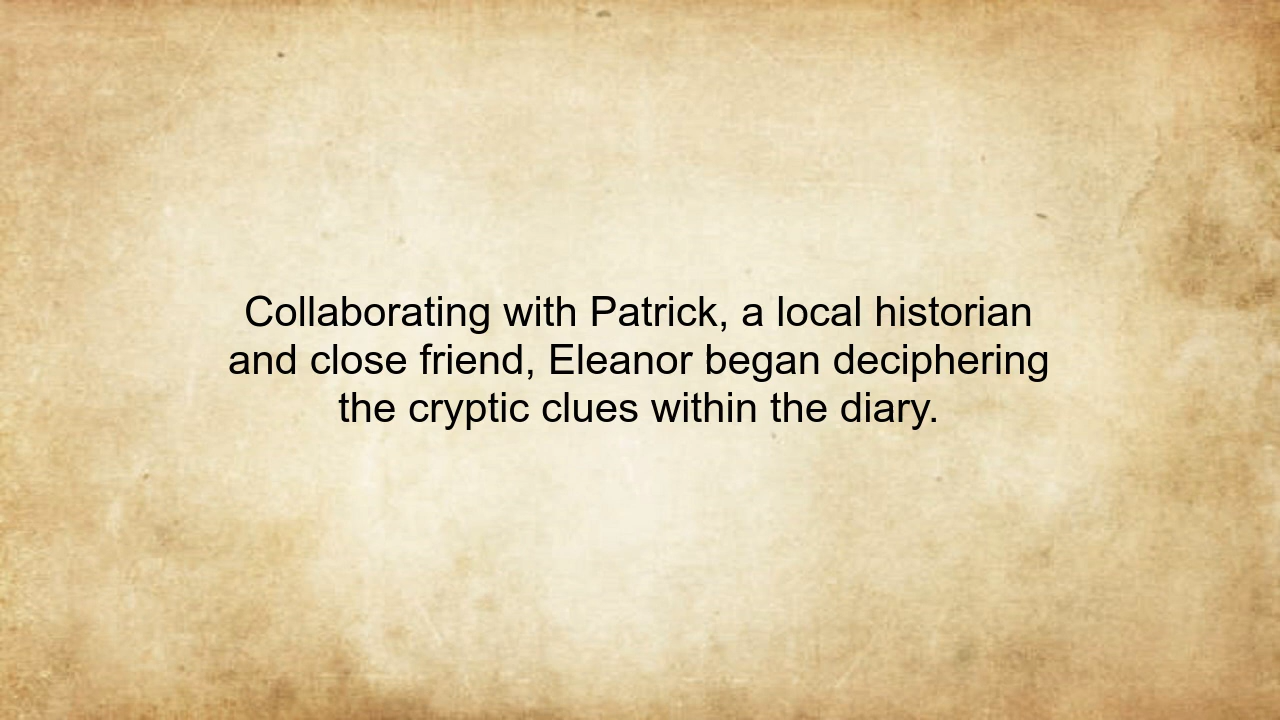 Collaborating with Patrick, a local historian
and close friend, Eleanor began deciphering
the cryptic clues within the diary.